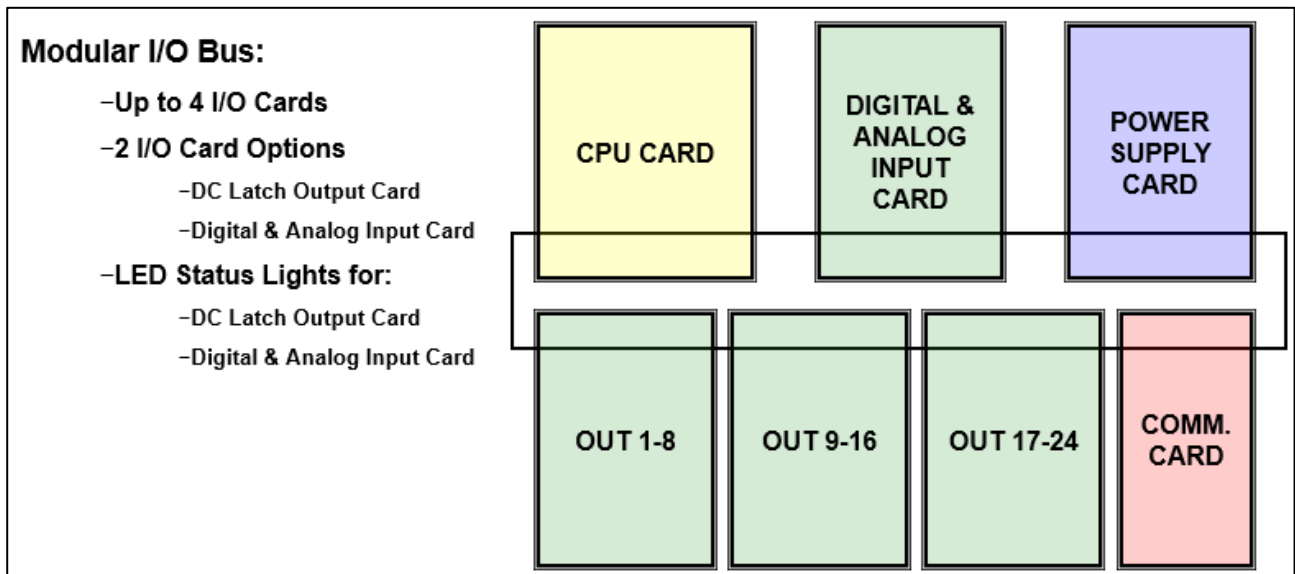 Modular I/O Bus:
–Up to 4 I/O Cards
–2 I/O Card Options
–DC Latch Output Card
–Digital & Analog Input Card
–LED Status Lights for:
–DC Latch Output Card
–Digital & Analog Input Card
CPU CARD
DIGITAL &
ANALOG
INPUT
CARD
POWER
SUPPLY
CARD
OUT 1-8
OUT 9-16
OUT 17-24
COMM.
CARD